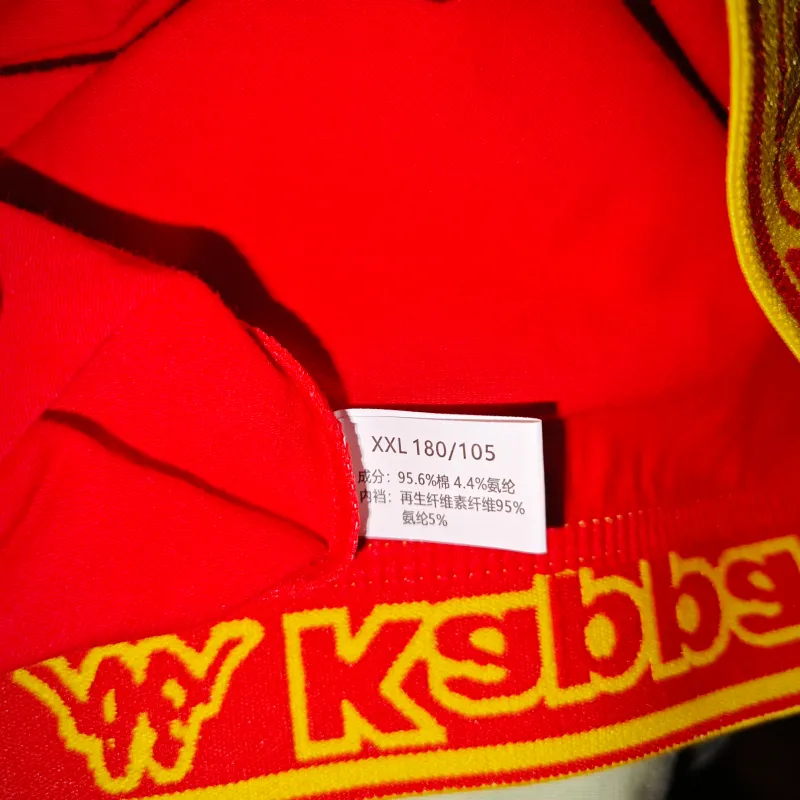 XXL 180/105
成分：95.6%棉 4.4%氨纶
内裆：再生纤维素纤维95%
氨纶5%
Kgbbg